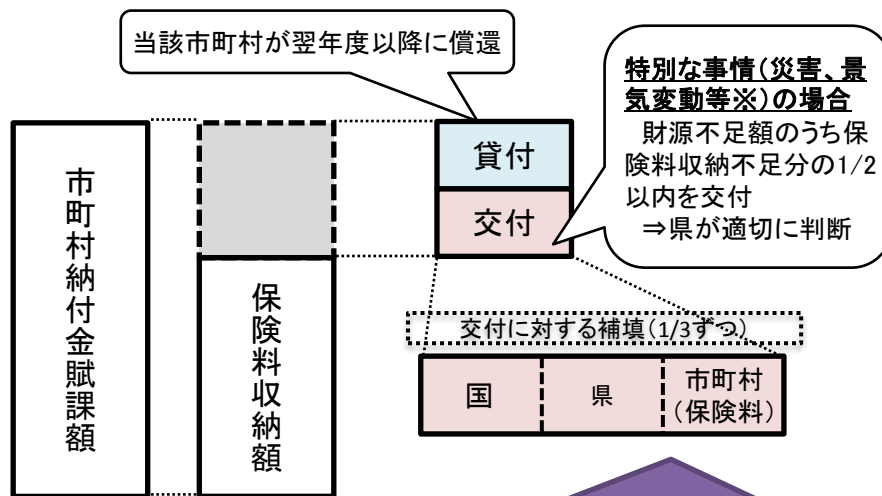 当該市町村が翌年度以降に償還
特別な事情(災害、景
気変動等※)の場合
財源不足額のうち保
険料収納不足分の1/2
以内を交付
⇒県が適切に判断
市町村納付金賦課額
保険料収納額
貸付
交付
交付に対する補填(1/3ずつ)
国
県
市町村
(保険料)